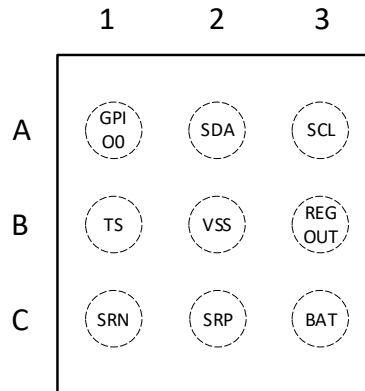 1 2 3
A GPI
O0 SDA SCL
B TS VSS REG
OUT
C SRN SRP BAT